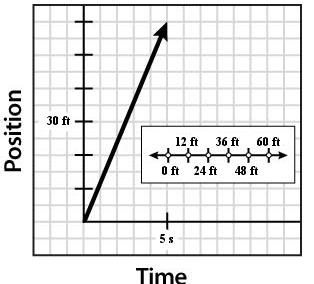 Position
30 ft
12 ft 36 ft 60 ft
0 ft 24 ft 48 ft
5 s
Time